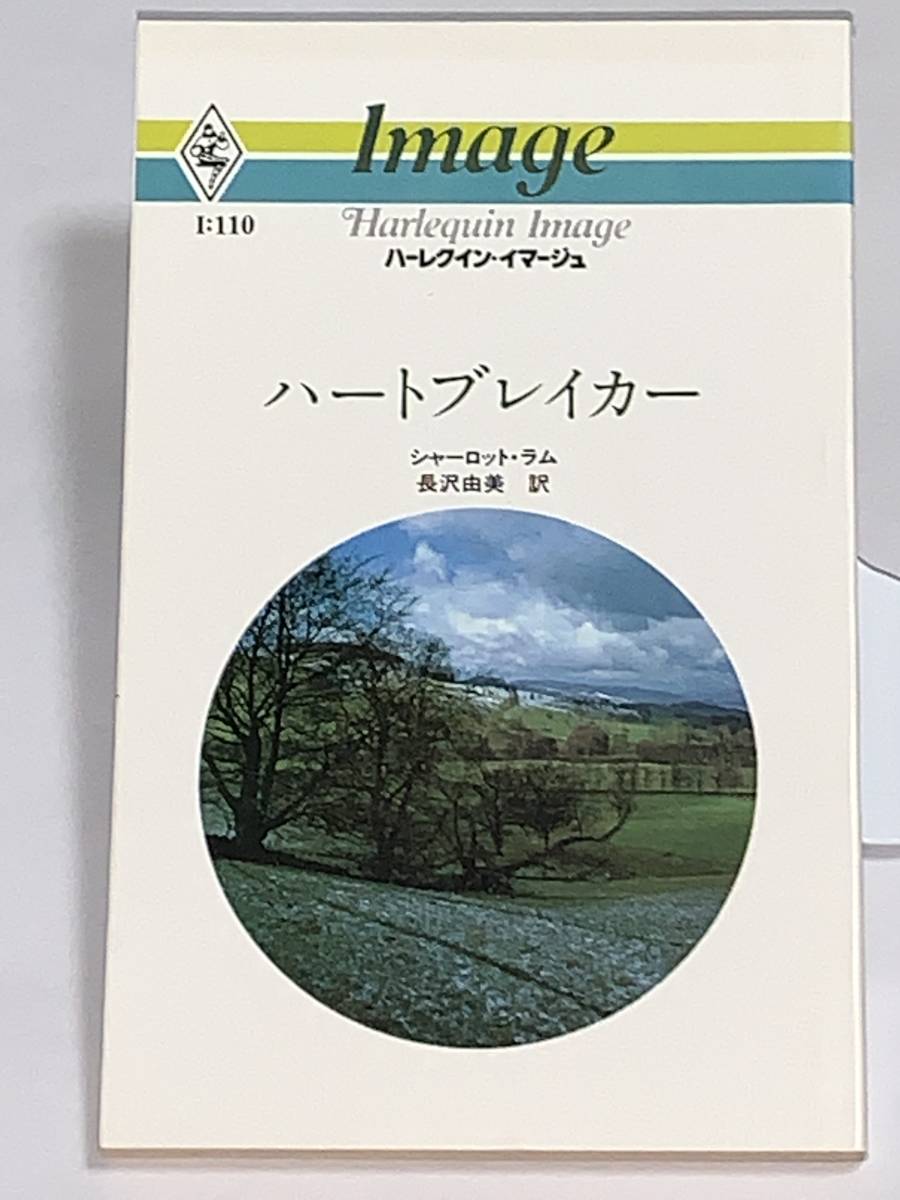 Image
I:110
Harlequin Image
ハーレクイン・イマージュ
ハートブレイカー
シャーロット・ラム
長沢由美 訳